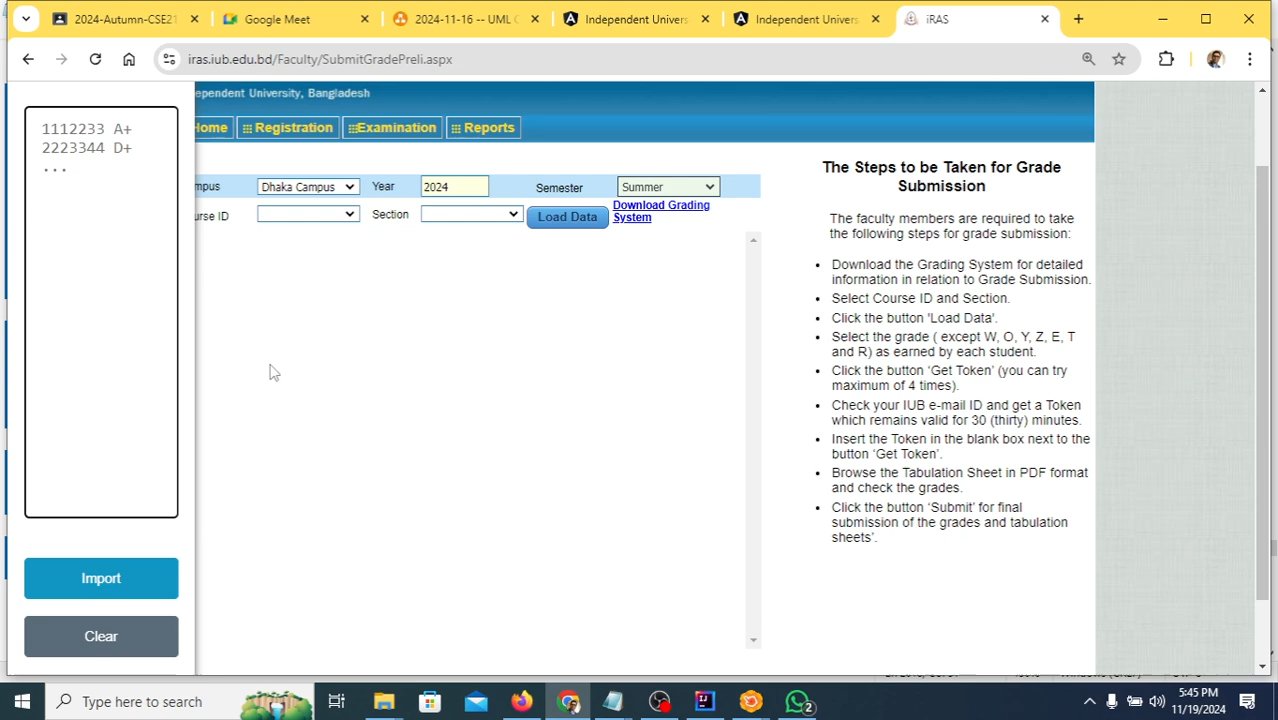 2024-Autumn-CSE21
Google Meet
2024-11-16 -- UML C
Independent Univers
Independent Univers
iRAS
iras.iub.edu.bd/Faculty/SubmitGradePreli.aspx
1112233 A+
2223344 D+
...
Import
Clear
ependent University, Bangladesh
Home
Registration
Examination
Reports
mpus
Dhaka Campus
Year
2024
Semester
Summer
urse ID
Section
Load Data
Download Grading
System
The Steps to be Taken for Grade
Submission
The faculty members are required to take
the following steps for grade submission:
• Download the Grading System for detailed
information in relation to Grade Submission.
• Select Course ID and Section.
• Click the button 'Load Data'.
• Select the grade ( except W, O, Y, Z, E, T
and R) as earned by each student.
• Click the button ‘Get Token’ (you can try
maximum of 4 times).
• Check your IUB e-mail ID and get a Token
which remains valid for 30 (thirty) minutes.
• Insert the Token in the blank box next to the
button ‘Get Token’.
• Browse the Tabulation Sheet in PDF format
and check the grades.
• Click the button ‘Submit’ for final
submission of the grades and tabulation
sheets’.
Type here to search
2
5:45 PM
11/19/2024